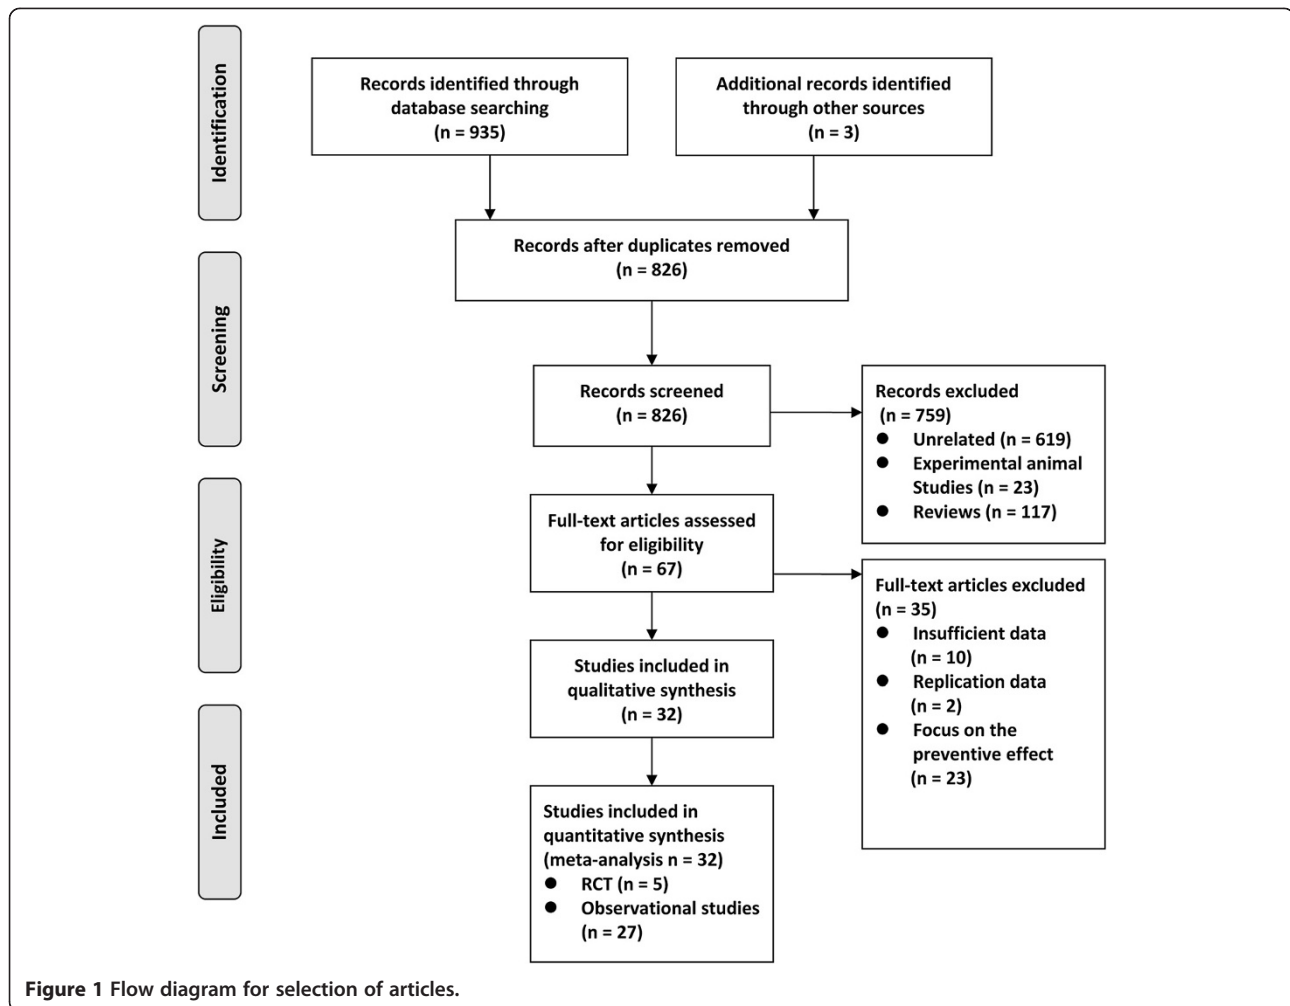 Identification
Records identified through
database searching
(n = 935)
Additional records identified
through other sources
(n = 3)
Records after duplicates removed
(n = 826)
Screening
Records screened
(n = 826)
Records excluded
(n = 759)
● Unrelated (n = 619)
● Experimental animal
Studies (n = 23)
● Reviews (n = 117)
Eligibility
Full-text articles assessed
for eligibility
(n = 67)
Full-text articles excluded
(n = 35)
● Insufficient data
(n = 10)
● Replication data
(n = 2)
● Focus on the
preventive effect
(n = 23)
Studies included in
qualitative synthesis
(n = 32)
Included
Studies included in
quantitative synthesis
(meta-analysis n = 32)
● RCT (n = 5)
● Observational studies
(n = 27)
Figure 1 Flow diagram for selection of articles.